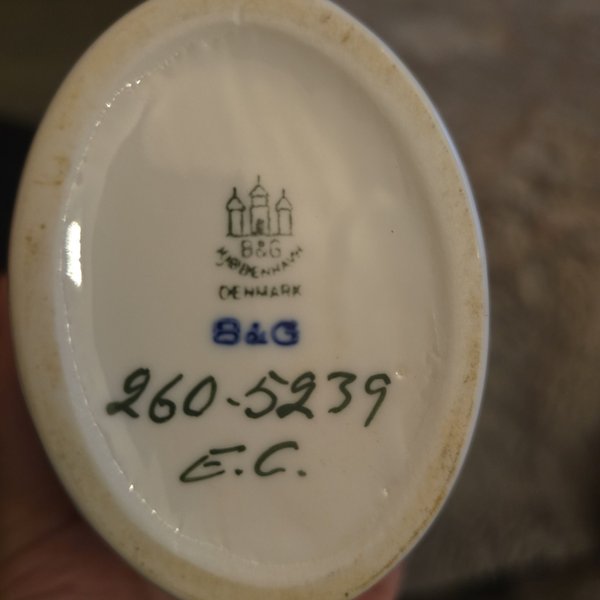 B&G
KJØBENHAVN
DENMARK
B&G
260-5239
E.C.